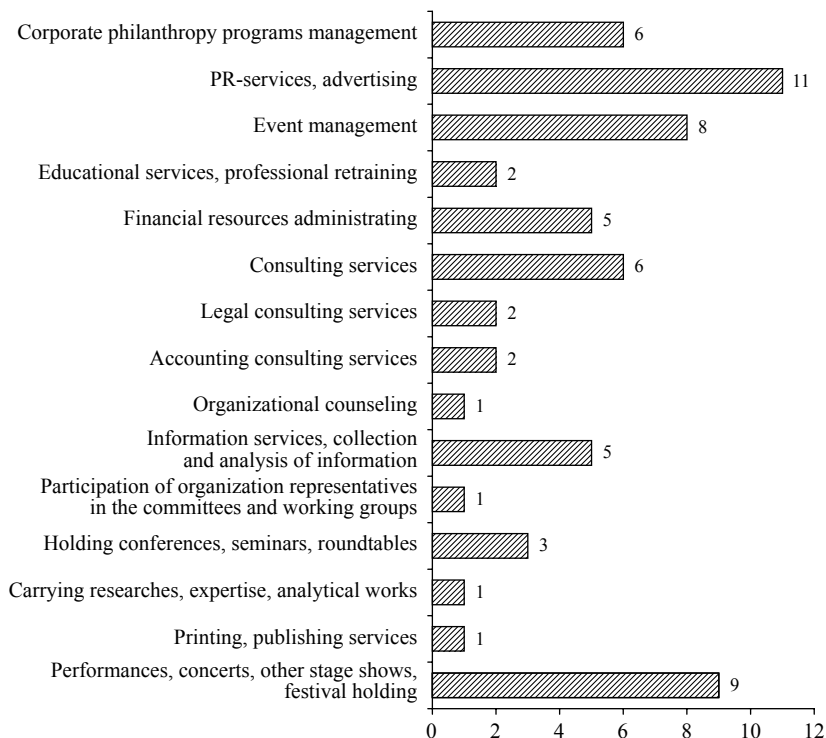 Corporate philanthropy programs management 6
PR-services, advertising 11
Event management 8
Educational services, professional retraining 2
Financial resources administrating 5
Consulting services 6
Legal consulting services 2
Accounting consulting services 2
Organizational counseling 1
Information services, collection
and analysis of information 5
Participation of organization representatives
in the committees and working groups 1
Holding conferences, seminars, roundtables 3
Carrying researches, expertise, analytical works 1
Printing, publishing services 1
Performances, concerts, other stage shows,
festival holding 9
0 2 4 6 8 10 12